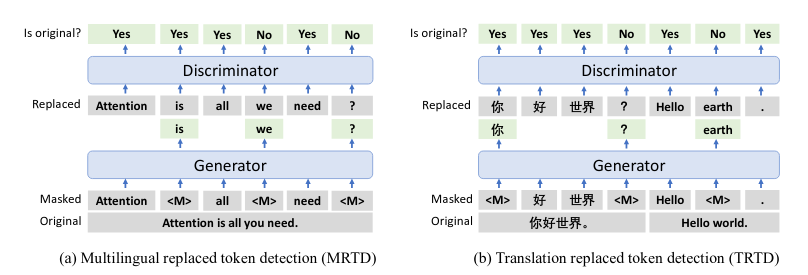 Is original? Yes Yes Yes No Yes No
Discriminator
Replaced Attention is all we need ?
is we ?
Generator
Masked Attention <M> all <M> need <M>
Original Attention is all you need.
(a) Multilingual replaced token detection (MRTD)
Is original? Yes Yes Yes No Yes No Yes
Discriminator
Replaced 你 好 世界 ? Hello earth .
你 ? earth
Generator
Masked <M> 好 世界 <M> Hello <M> .
Original 你好世界。 Hello world.
(b) Translation replaced token detection (TRTD)